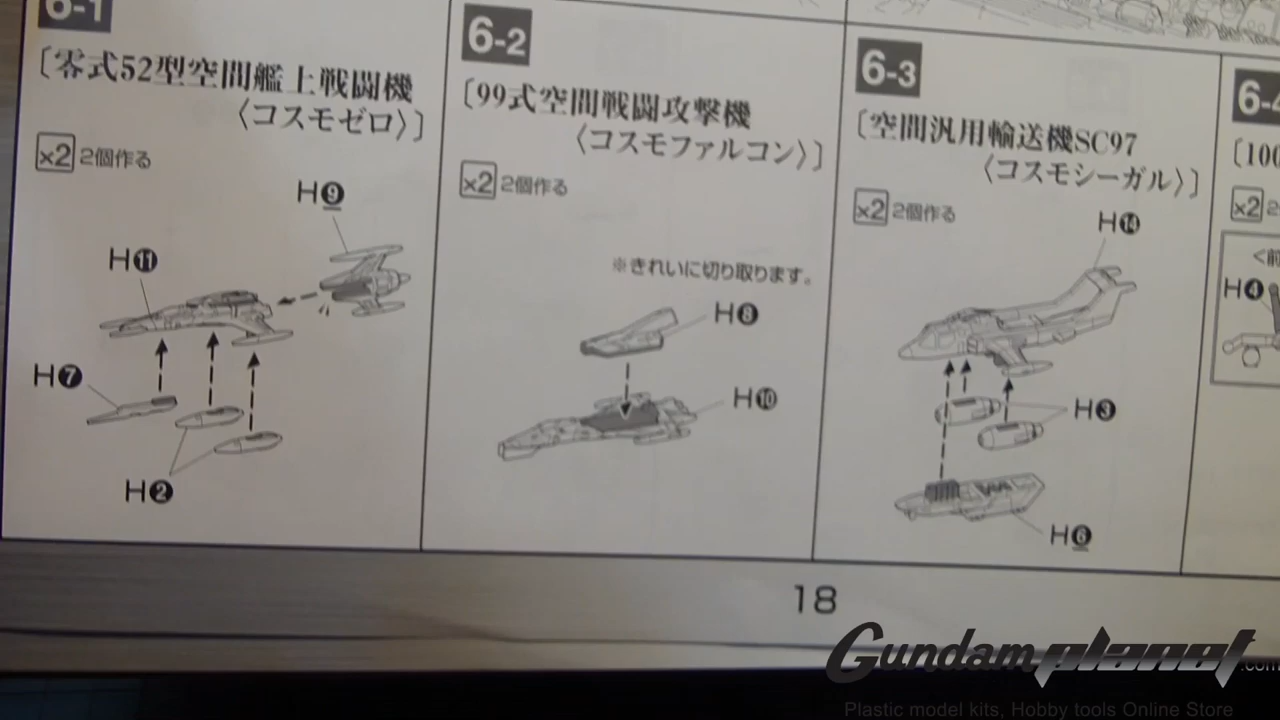 6-1
〔零式52型空間艦上戦闘機
〈コスモゼロ〉〕
×2 2個作る
H9
H11
H7
H2
6-2
〔99式空間戦闘攻撃機
〈コスモファルコン〉〕
×2 2個作る
※きれいに切り取ります。
H8
H10
6-3
〔空間汎用輸送機SC97
〈コスモシーガル〉〕
×2 2個作る
H14
H3
H6
6-4
〔100
×2 2
<前
H4
18
Gundam planet.com
Plastic model kits, Hobby tools Online Store